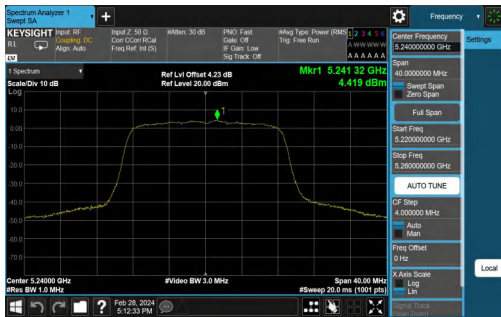 Spectrum Analyzer 1
Swept SA
Frequency
KEYSIGHT
Input: RF
Coupling: DC
Align: Auto
Input Z: 50 Ω
Corr CCorr RCal
Freq Ref: Int (S)
#Atten: 30 dB
PNO: Fast
Gate: Off
IF Gain: Low
Sig Track: Off
#Avg Type: Power (RMS)
Trig: Free Run
1 2 3 4 5 6
A W W W W W
A A A A A A
RL
LM
1 Spectrum
Scale/Div 10 dB
Ref Lvl Offset 4.23 dB
Ref Level 20.00 dBm
Mkr1 5.241 32 GHz
4.419 dBm
Log
10.0
0.00
-10.0
-20.0
-30.0
-40.0
-50.0
-60.0
-70.0
1
Center 5.24000 GHz
#Res BW 1.0 MHz
#Video BW 3.0 MHz
Span 40.00 MHz
#Sweep 20.0 ms (1001 pts)
Feb 28, 2024
5:12:33 PM
Center Frequency
5.240000000 GHz
Span
40.0000000 MHz
Swept Span
Zero Span
Full Span
Start Freq
5.220000000 GHz
Stop Freq
5.260000000 GHz
AUTO TUNE
CF Step
4.000000 MHz
Auto
Man
Freq Offset
0 Hz
X Axis Scale
Log
Lin
Signal Track
Settings
Local